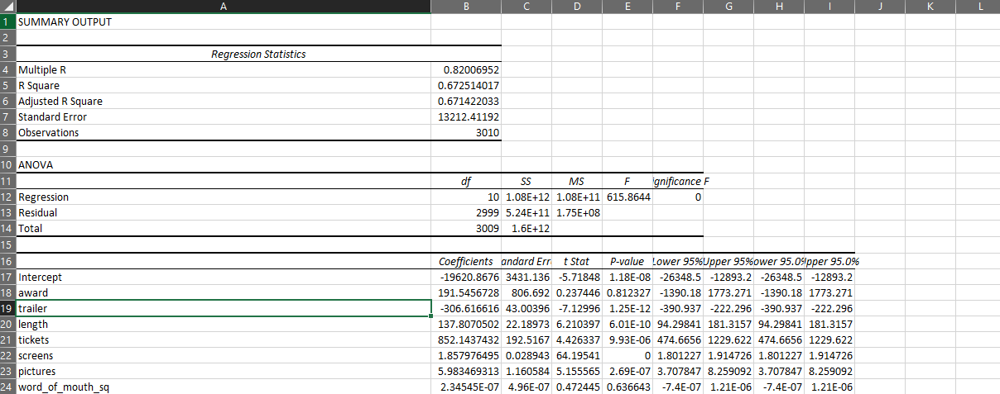 A B C D E F G H I J K L
1 SUMMARY OUTPUT
2
3 Regression Statistics
4 Multiple R 0.82006952
5 R Square 0.672514017
6 Adjusted R Square 0.671422033
7 Standard Error 13212.41192
8 Observations 3010
9
10 ANOVA
11 df SS MS F ignificance F
12 Regression 10 1.08E+12 1.08E+11 615.8644 0
13 Residual 2999 5.24E+11 1.75E+08
14 Total 3009 1.6E+12
15
16 Coefficients andard Err t Stat P-value Lower 95% Upper 95% ower 95.0% pper 95.0%
17 Intercept -19620.8676 3431.136 -5.71848 1.18E-08 -26348.5 -12893.2 -26348.5 -12893.2
18 award 191.5456728 806.692 0.237446 0.812327 -1390.18 1773.271 -1390.18 1773.271
19 trailer -306.616616 43.00396 -7.12996 1.25E-12 -390.937 -222.296 -390.937 -222.296
20 length 137.8070502 22.18973 6.210397 6.01E-10 94.29841 181.3157 94.29841 181.3157
21 tickets 852.1437432 192.5167 4.426337 9.93E-06 474.6656 1229.622 474.6656 1229.622
22 screens 1.857976495 0.028943 64.19541 0 1.801227 1.914726 1.801227 1.914726
23 pictures 5.983469313 1.160584 5.155565 2.69E-07 3.707847 8.259092 3.707847 8.259092
24 word_of_mouth_sq 2.34545E-07 4.96E-07 0.472445 0.636643 -7.4E-07 1.21E-06 -7.4E-07 1.21E-06